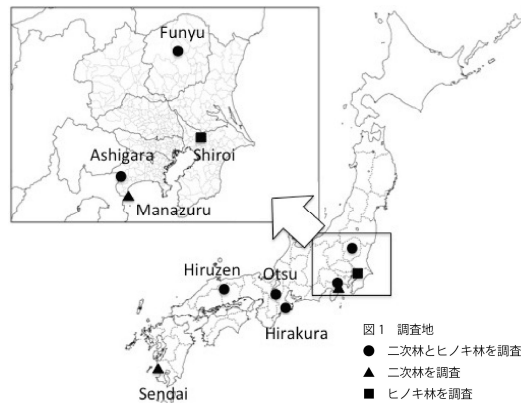 Funyu
Ashigara
Shiroi
Manazuru
Hiruzen
Otsu
Hirakura
Sendai
図1 調査地
● 二次林とヒノキ林を調査
▲ 二次林を調査
■ ヒノキ林を調査